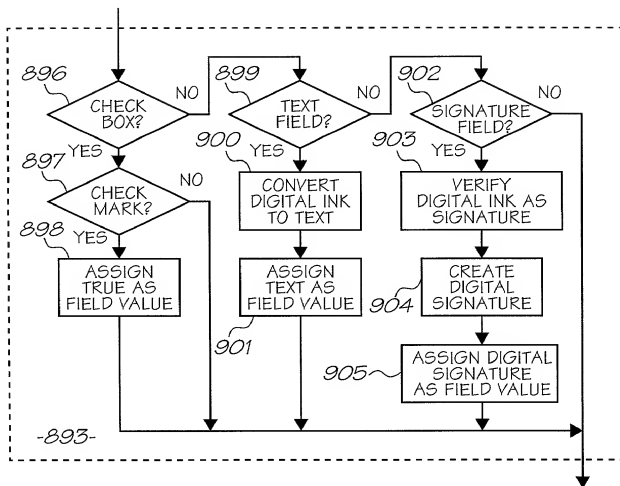 896
CHECK
BOX?
NO
YES
897
CHECK
MARK?
NO
YES
898
ASSIGN
TRUE AS
FIELD VALUE
899
TEXT
FIELD?
NO
YES
900
CONVERT
DIGITAL INK
TO TEXT
ASSIGN
TEXT AS
FIELD VALUE
901
902
SIGNATURE
FIELD?
NO
YES
903
VERIFY
DIGITAL INK AS
SIGNATURE
CREATE
DIGITAL
SIGNATURE
904
ASSIGN DIGITAL
SIGNATURE
AS FIELD VALUE
905
-893-